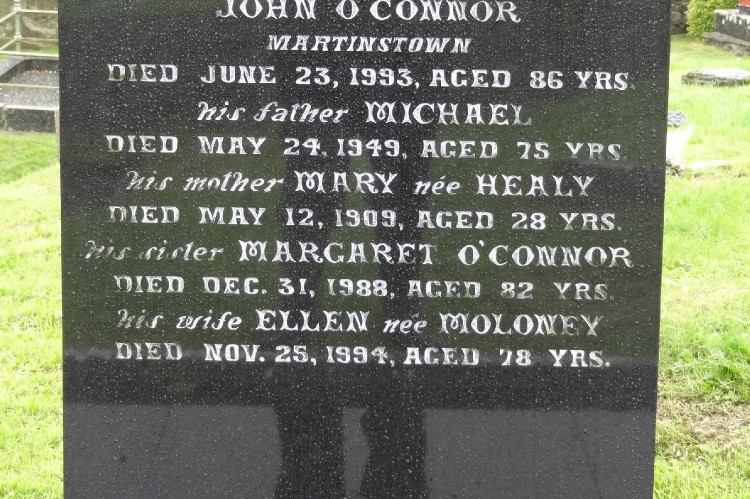 JOHN O'CONNOR
MARTINSTOWN
DIED JUNE 23, 1993, AGED 86 YRS.
his father MICHAEL
DIED MAY 24, 1949, AGED 75 YRS.
his mother MARY née HEALY
DIED MAY 12, 1909, AGED 28 YRS.
his sister MARGARET O'CONNOR
DIED DEC. 31, 1988, AGED 82 YRS.
his wife ELLEN née MOLONEY
DIED NOV. 25, 1994, AGED 78 YRS.